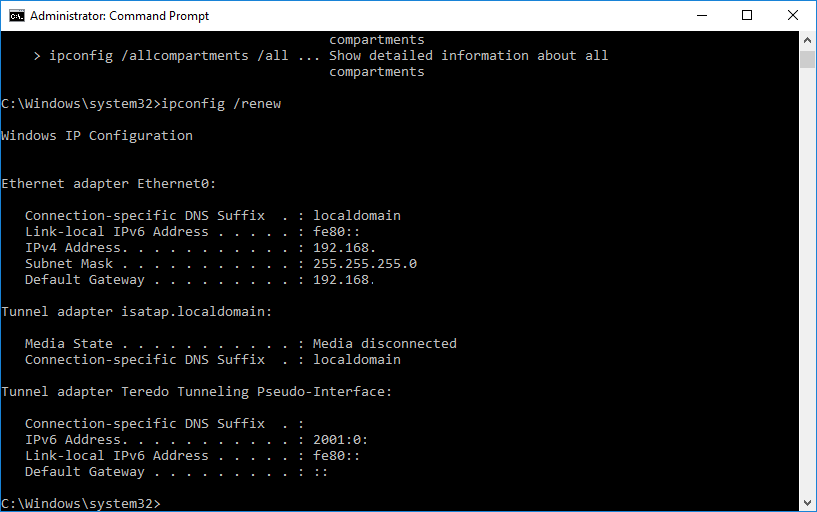 Administrator: Command Prompt
compartments
> ipconfig /allcompartments /all ... Show detailed information about all
compartments
C:\Windows\system32>ipconfig /renew
Windows IP Configuration
Ethernet adapter Ethernet0:
Connection-specific DNS Suffix  . : localdomain
Link-local IPv6 Address . . . . . : fe80::
IPv4 Address. . . . . . . . . . . : 192.168.
Subnet Mask . . . . . . . . . . . : 255.255.255.0
Default Gateway . . . . . . . . . : 192.168.
Tunnel adapter isatap.localdomain:
Media State . . . . . . . . . . . : Media disconnected
Connection-specific DNS Suffix  . : localdomain
Tunnel adapter Teredo Tunneling Pseudo-Interface:
Connection-specific DNS Suffix  . :
IPv6 Address. . . . . . . . . . . : 2001:0:
Link-local IPv6 Address . . . . . : fe80::
Default Gateway . . . . . . . . . : ::
C:\Windows\system32>